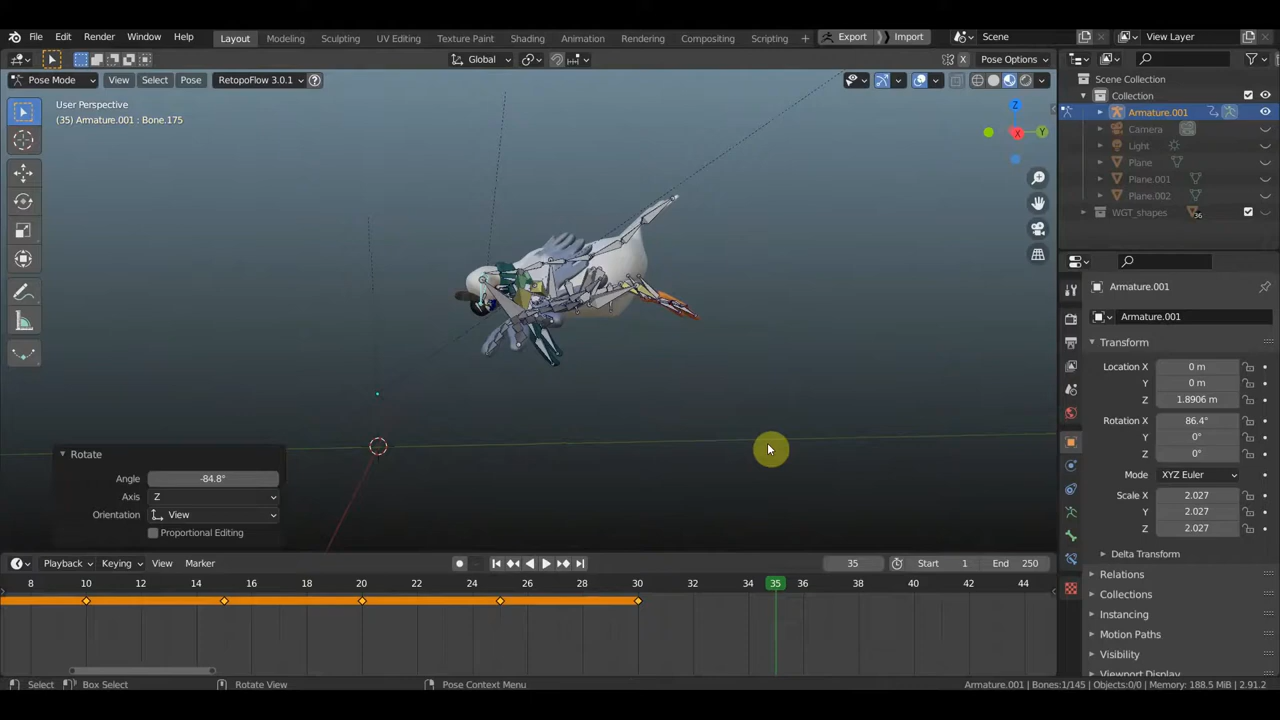 File Edit Render Window Help Layout Modeling Sculpting UV Editing Texture Paint Shading Animation Rendering Compositing Scripting + Export Import Scene View Layer
Global X Pose Options
Pose Mode View Select Pose RetopoFlow 3.0.1
User Perspective
(35) Armature.001 : Bone.175
Z
Y
X
Scene Collection
Collection
Armature.001
Camera
Light
Plane
Plane.001
Plane.002
WGT_shapes 36
Armature.001
Armature.001
Transform
Location X 0 m
Y 0 m
Z 1.8906 m
Rotation X 86.4°
Y 0°
Z 0°
Mode XYZ Euler
Scale X 2.027
Y 2.027
Z 2.027
Delta Transform
Relations
Collections
Instancing
Motion Paths
Visibility
Viewport Display
Rotate
Angle -84.8°
Axis Z
Orientation View
Proportional Editing
Playback Keying View Marker 35 Start 1 End 250
8 10 12 14 16 18 20 22 24 26 28 30 32 34 35 36 38 40 42 44
Select Box Select Rotate View Pose Context Menu Armature.001 | Bones:1/145 | Objects:0/0 | Memory: 188.5 MiB | 2.91.2